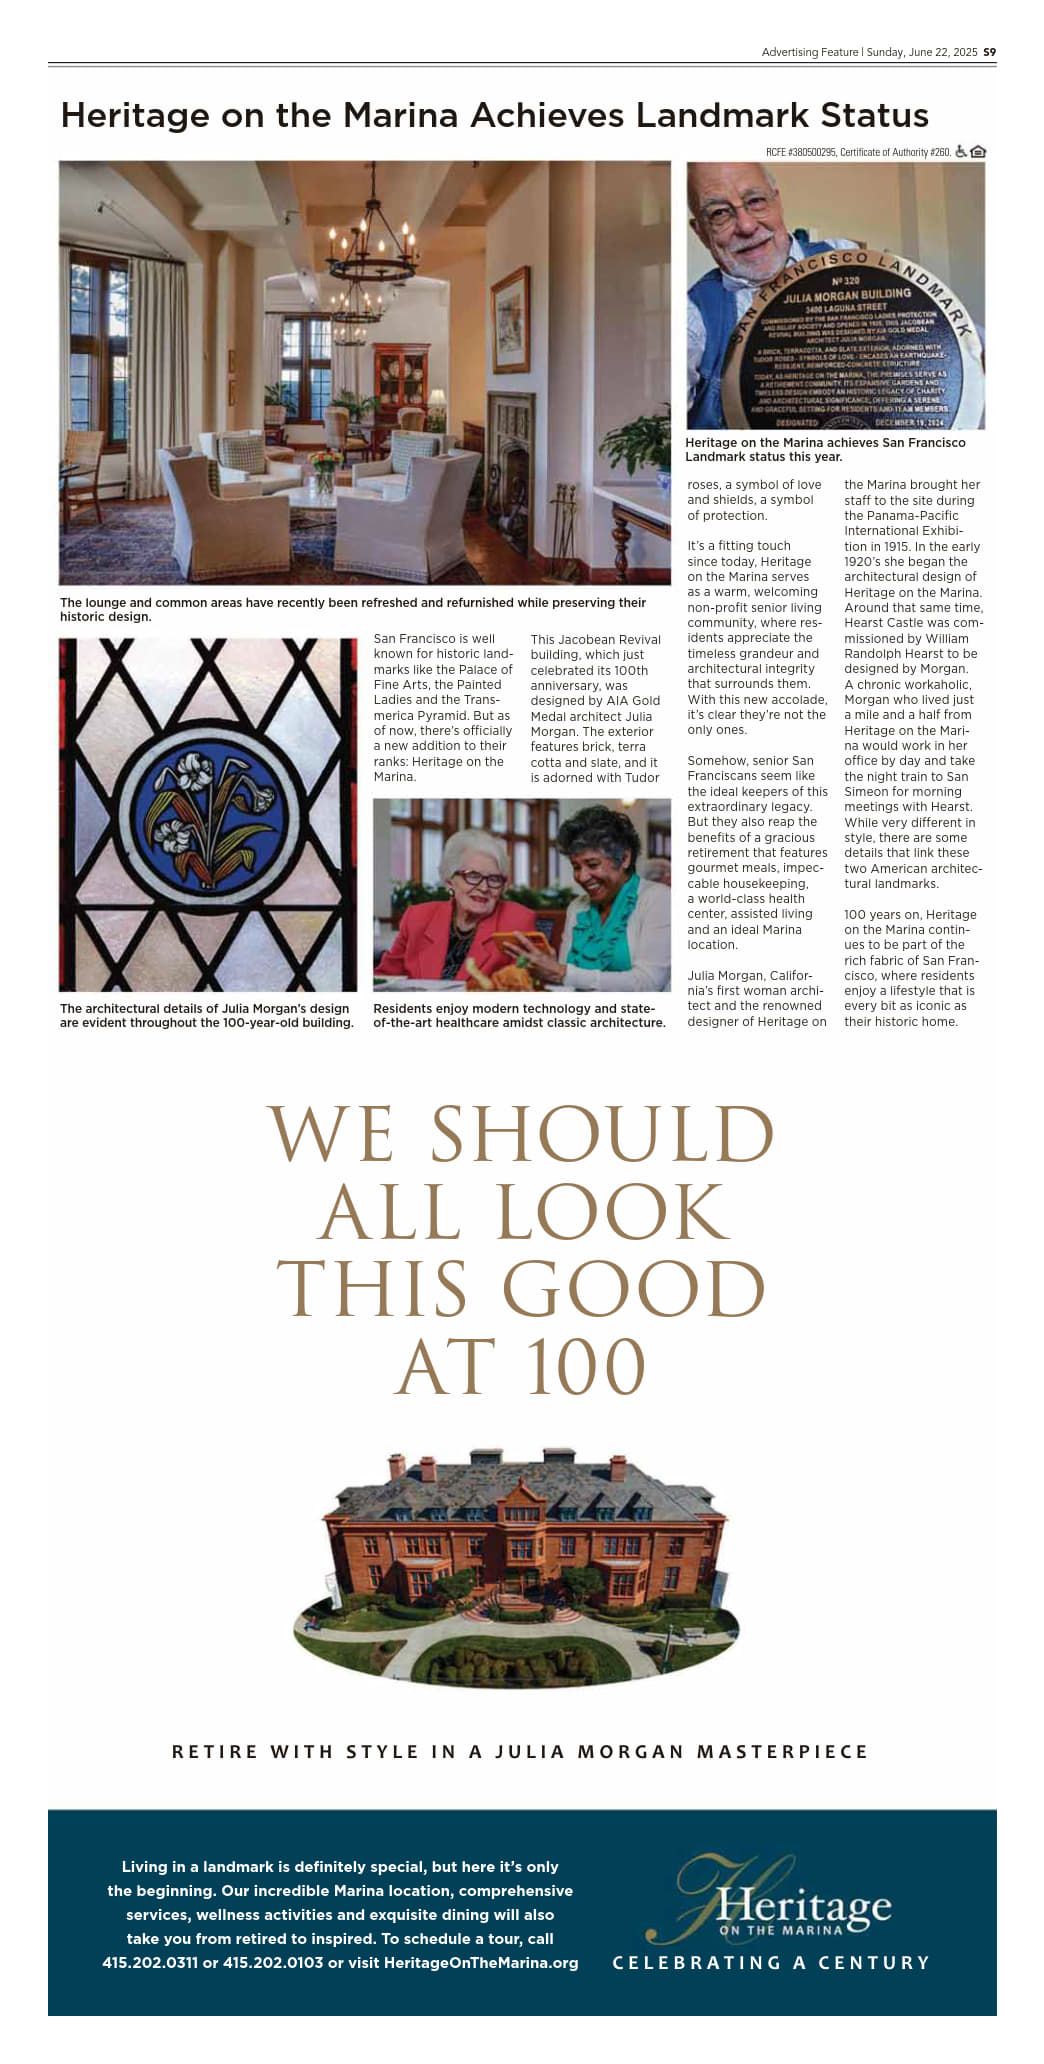 Advertising Feature | Sunday, June 22, 2025 S9
Heritage on the Marina Achieves Landmark Status
RCFE #380500295, Certificate of Authority #260.
SAN FRANCISCO LANDMARK
Nº 320
JULIA MORGAN BUILDING
3400 LAGUNA STREET
COMMISSIONED BY THE SAN FRANCISCO LADIES PROTECTION
AND RELIEF SOCIETY AND OPENED IN 1925, THIS JACOBEAN
REVIVAL BUILDING WAS DESIGNED BY AIA GOLD MEDAL
ARCHITECT JULIA MORGAN.
A BRICK, TERRACOTTA, AND SLATE EXTERIOR, ADORNED WITH
TUDOR ROSES - SYMBOLS OF LOVE - ENCASES AN EARTHQUAKE-
RESILIENT, REINFORCED-CONCRETE STRUCTURE
TODAY, AS HERITAGE ON THE MARINA, THE PREMISES SERVE AS
A RETIREMENT COMMUNITY. ITS EXPANSIVE GARDENS AND
TIMELESS DESIGN EMBODY AN HISTORIC LEGACY OF CHARITY
AND ARCHITECTURAL SIGNIFICANCE, OFFERING A SERENE
AND GRACEFUL SETTING FOR RESIDENTS AND TEAM MEMBERS.
DESIGNATED DECEMBER 19, 2024
Heritage on the Marina achieves San Francisco
Landmark status this year.
The lounge and common areas have recently been refreshed and refurnished while preserving their
historic design.
San Francisco is well
known for historic land-
marks like the Palace of
Fine Arts, the Painted
Ladies and the Trans-
merica Pyramid. But as
of now, there's officially
a new addition to their
ranks: Heritage on the
Marina.
This Jacobean Revival
building, which just
celebrated its 100th
anniversary, was
designed by AIA Gold
Medal architect Julia
Morgan. The exterior
features brick, terra
cotta and slate, and it
is adorned with Tudor
roses, a symbol of love
and shields, a symbol
of protection.
It's a fitting touch
since today, Heritage
on the Marina serves
as a warm, welcoming
non-profit senior living
community, where res-
idents appreciate the
timeless grandeur and
architectural integrity
that surrounds them.
With this new accolade,
it's clear they're not the
only ones.
Somehow, senior San
Franciscans seem like
the ideal keepers of this
extraordinary legacy.
But they also reap the
benefits of a gracious
retirement that features
gourmet meals, impec-
cable housekeeping,
a world-class health
center, assisted living
and an ideal Marina
location.
Julia Morgan, Califor-
nia's first woman archi-
tect and the renowned
designer of Heritage on
the Marina brought her
staff to the site during
the Panama-Pacific
International Exhibi-
tion in 1915. In the early
1920's she began the
architectural design of
Heritage on the Marina.
Around that same time,
Hearst Castle was com-
missioned by William
Randolph Hearst to be
designed by Morgan.
A chronic workaholic,
Morgan who lived just
a mile and a half from
Heritage on the Mari-
na would work in her
office by day and take
the night train to San
Simeon for morning
meetings with Hearst.
While very different in
style, there are some
details that link these
two American architec-
tural landmarks.
100 years on, Heritage
on the Marina contin-
ues to be part of the
rich fabric of San Fran-
cisco, where residents
enjoy a lifestyle that is
every bit as iconic as
their historic home.
The architectural details of Julia Morgan's design
are evident throughout the 100-year-old building.
Residents enjoy modern technology and state-
of-the-art healthcare amidst classic architecture.
WE SHOULD
ALL LOOK
THIS GOOD
AT 100
RETIRE WITH STYLE IN A JULIA MORGAN MASTERPIECE
Living in a landmark is definitely special, but here it's only
the beginning. Our incredible Marina location, comprehensive
services, wellness activities and exquisite dining will also
take you from retired to inspired. To schedule a tour, call
415.202.0311 or 415.202.0103 or visit HeritageOnTheMarina.org
Heritage
ON THE MARINA
CELEBRATING A CENTURY